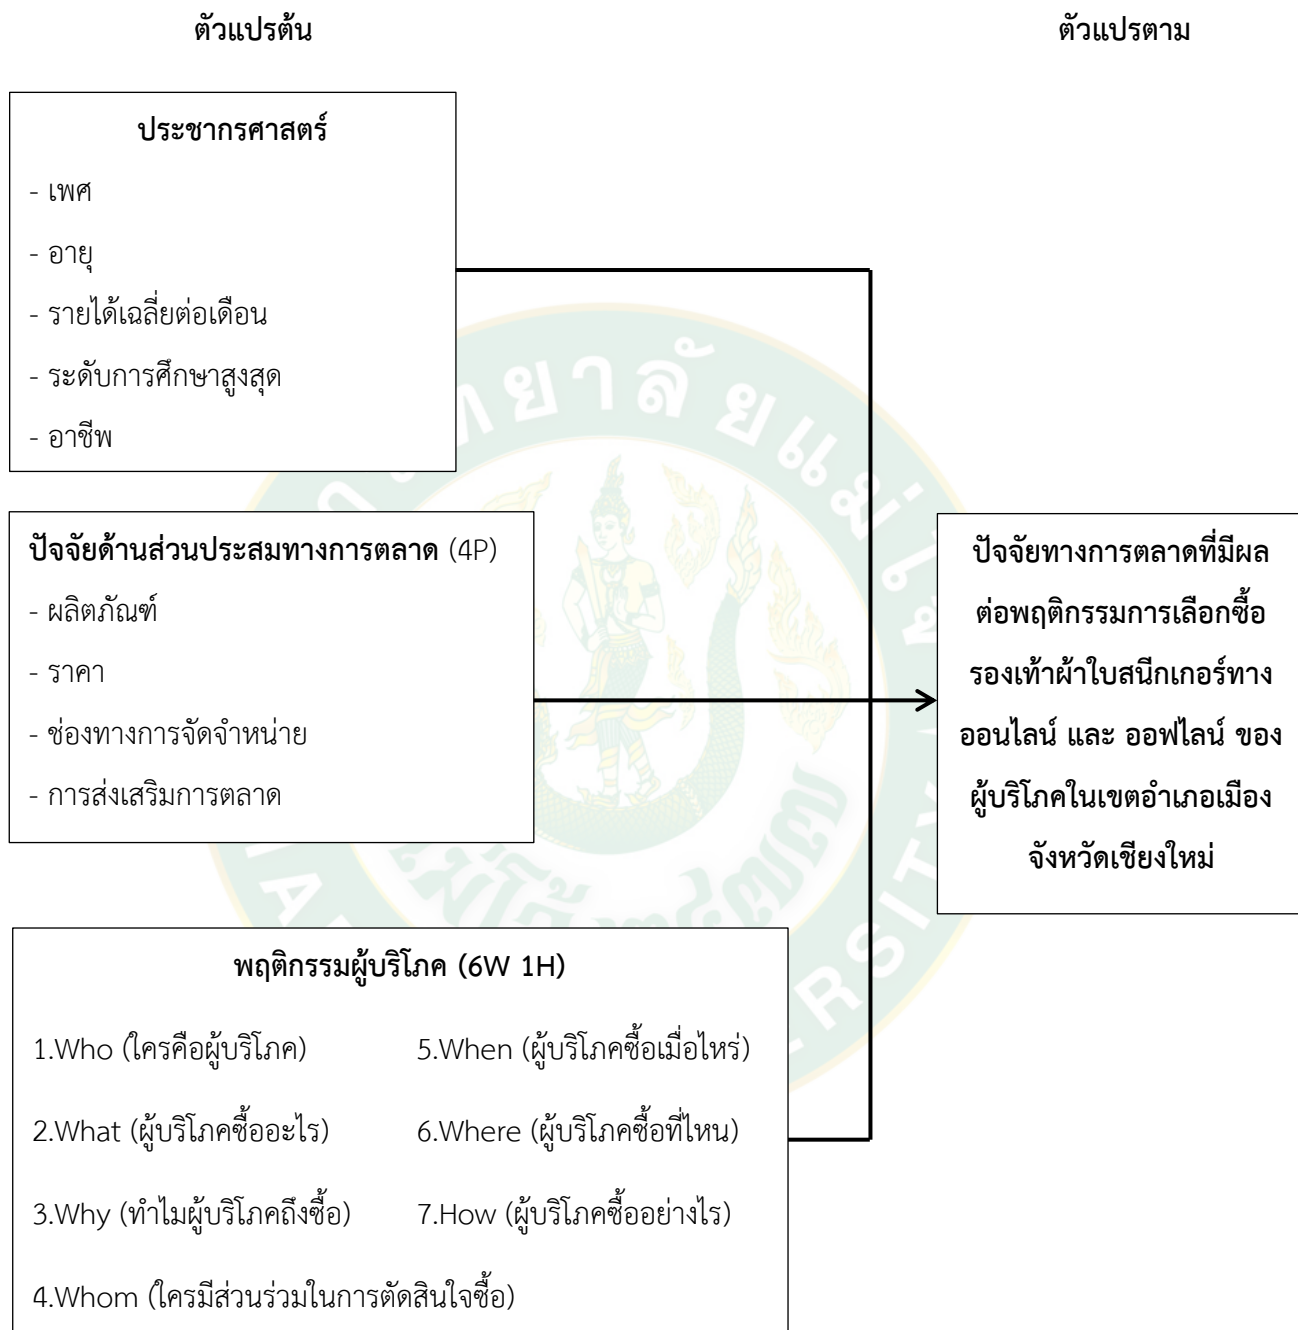 ตัวแปรต้น
ตัวแปรตาม
ประชากรศาสตร์
- เพศ
- อายุ
- รายได้เฉลี่ยต่อเดือน
- ระดับการศึกษาสูงสุด
- อาชีพ
ปัจจัยด้านส่วนประสมทางการตลาด (4P)
- ผลิตภัณฑ์
- ราคา
- ช่องทางการจัดจำหน่าย
- การส่งเสริมการตลาด
พฤติกรรมผู้บริโภค (6W 1H)
1.Who (ใครคือผู้บริโภค)
2.What (ผู้บริโภคซื้ออะไร)
3.Why (ทำไมผู้บริโภคถึงซื้อ)
4.Whom (ใครมีส่วนร่วมในการตัดสินใจซื้อ)
5.When (ผู้บริโภคซื้อเมื่อไหร่)
6.Where (ผู้บริโภคซื้อที่ไหน)
7.How (ผู้บริโภคซื้ออย่างไร)
ปัจจัยทางการตลาดที่มีผล
ต่อพฤติกรรมการเลือกซื้อ
รองเท้าผ้าใบสนีกเกอร์ทาง
ออนไลน์ และ ออฟไลน์ ของ
ผู้บริโภคในเขตอำเภอเมือง
จังหวัดเชียงใหม่